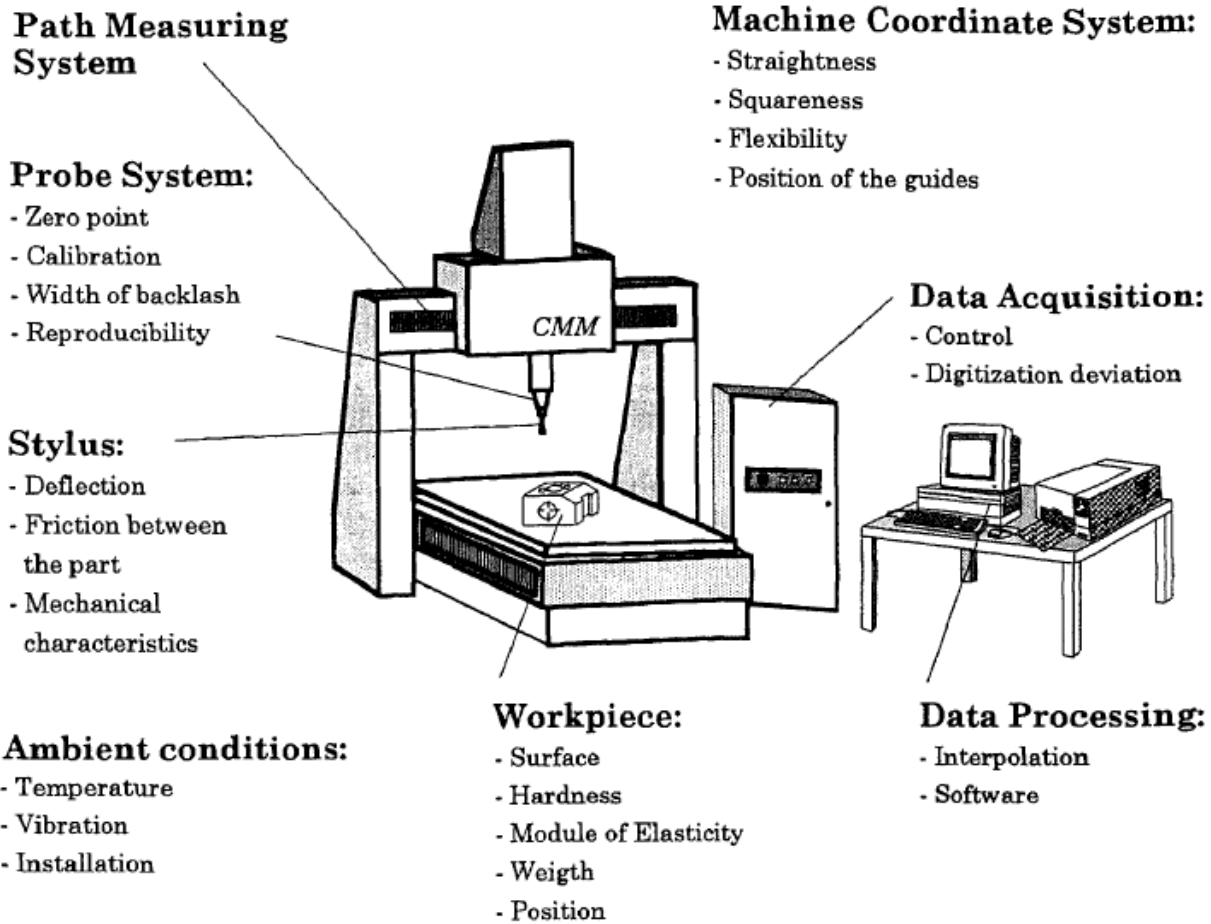 Path Measuring
System
Machine Coordinate System:
- Straightness
- Squareness
- Flexibility
- Position of the guides
Probe System:
- Zero point
- Calibration
- Width of backlash
- Reproducibility
CMM
Data Acquisition:
- Control
- Digitization deviation
Stylus:
- Deflection
- Friction between
the part
- Mechanical
characteristics
Ambient conditions:
- Temperature
- Vibration
- Installation
Workpiece:
- Surface
- Hardness
- Module of Elasticity
- Weigth
- Position
Data Processing:
- Interpolation
- Software